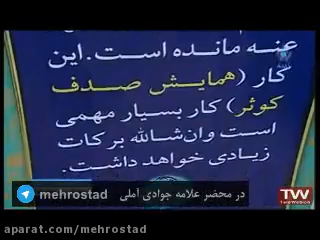 عنه مانده است. این
کار (همایش صدف
کوثر) کار بسیار مهمی
است وان‌شاالله برکات
زیادی خواهد داشت.
mehrostad در محضر علامه جوادی آملی
TVW
aparat.com/mehrostad